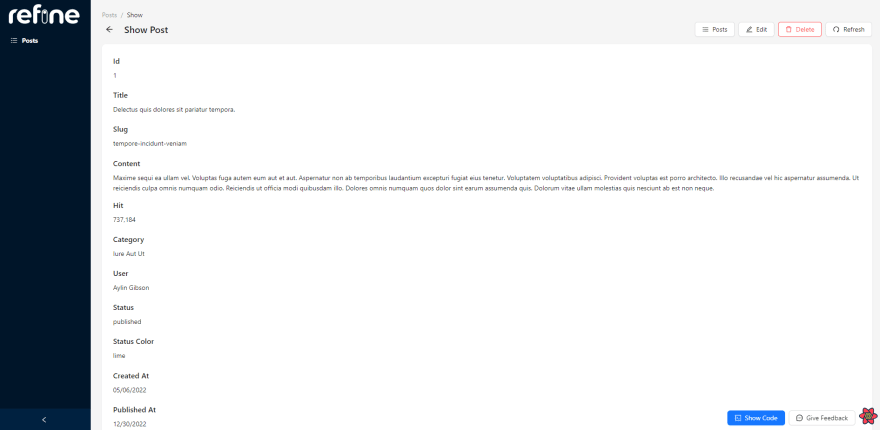 refine
Posts
Posts / Show
Show Post
Posts
Edit
Delete
Refresh
Id
1
Title
Delectus quis dolores sit pariatur tempora.
Slug
tempore-incidunt-veniam
Content
Maxime sequi ea ullam vel. Voluptas fuga autem eum aut et aut. Aspernatur non ab temporibus laudantium excepturi fugiat eius tenetur. Voluptatem voluptatibus adipisci. Provident voluptas est porro architecto. Illo recusandae vel hic aspernatur assumenda. Ut
reiciendis culpa omnis numquam odio. Reiciendis ut officia modi quibusdam illo. Dolores omnis numquam quos dolor sint earum assumenda quis. Dolorum vitae ullam molestias quis nesciunt ab est non neque.
Hit
737,184
Category
Iure Aut Ut
User
Aylin Gibson
Status
published
Status Color
lime
Created At
05/06/2022
Published At
12/30/2022
Show Code
Give Feedback